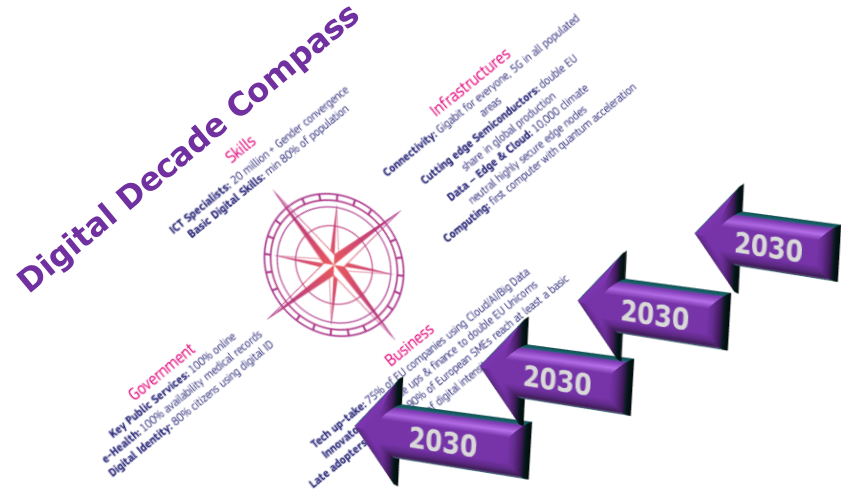 Digital Decade Compass
Skills
ICT Specialists: 20 million + Gender convergence
Basic Digital Skills: min 80% of population
Infrastructures
Connectivity: Gigabit for everyone, 5G in all populated
areas
Cutting edge Semiconductors: double EU
share in global production
Data – Edge & Cloud: 10,000 climate
neutral highly secure edge nodes
Computing: first computer with quantum acceleration
Government
Key Public Services: 100% online
e-Health: 100% availability medical records
Digital Identity: 80% citizens using digital ID
Business
Tech up-take: 75% of EU companies using Cloud/AI/Big Data
ups & finance to double EU Unicorns
Late adopters 90% of European SMEs reach at least a basic
of digital
2030
2030
2030
2030